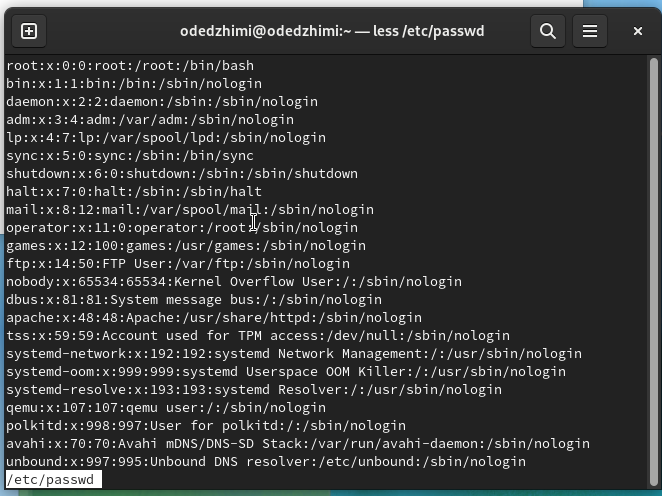 odedzhimi@odedzhimi:~ — less /etc/passwd
root:x:0:0:root:/root:/bin/bash
bin:x:1:1:bin:/bin:/sbin/nologin
daemon:x:2:2:daemon:/sbin:/sbin/nologin
adm:x:3:4:adm:/var/adm:/sbin/nologin
lp:x:4:7:lp:/var/spool/lpd:/sbin/nologin
sync:x:5:0:sync:/sbin:/bin/sync
shutdown:x:6:0:shutdown:/sbin:/sbin/shutdown
halt:x:7:0:halt:/sbin:/sbin/halt
mail:x:8:12:mail:/var/spool/mail:/sbin/nologin
operator:x:11:0:operator:/root:/sbin/nologin
games:x:12:100:games:/usr/games:/sbin/nologin
ftp:x:14:50:FTP User:/var/ftp:/sbin/nologin
nobody:x:65534:65534:Kernel Overflow User:/:/sbin/nologin
dbus:x:81:81:System message bus:/:/sbin/nologin
apache:x:48:48:Apache:/usr/share/httpd:/sbin/nologin
tss:x:59:59:Account used for TPM access:/dev/null:/sbin/nologin
systemd-network:x:192:192:systemd Network Management:/:/usr/sbin/nologin
systemd-oom:x:999:999:systemd Userspace OOM Killer:/:/usr/sbin/nologin
systemd-resolve:x:193:193:systemd Resolver:/:/usr/sbin/nologin
qemu:x:107:107:qemu user:/:/sbin/nologin
polkitd:x:998:997:User for polkitd:/:/sbin/nologin
avahi:x:70:70:Avahi mDNS/DNS-SD Stack:/var/run/avahi-daemon:/sbin/nologin
unbound:x:997:995:Unbound DNS resolver:/etc/unbound:/sbin/nologin
/etc/passwd